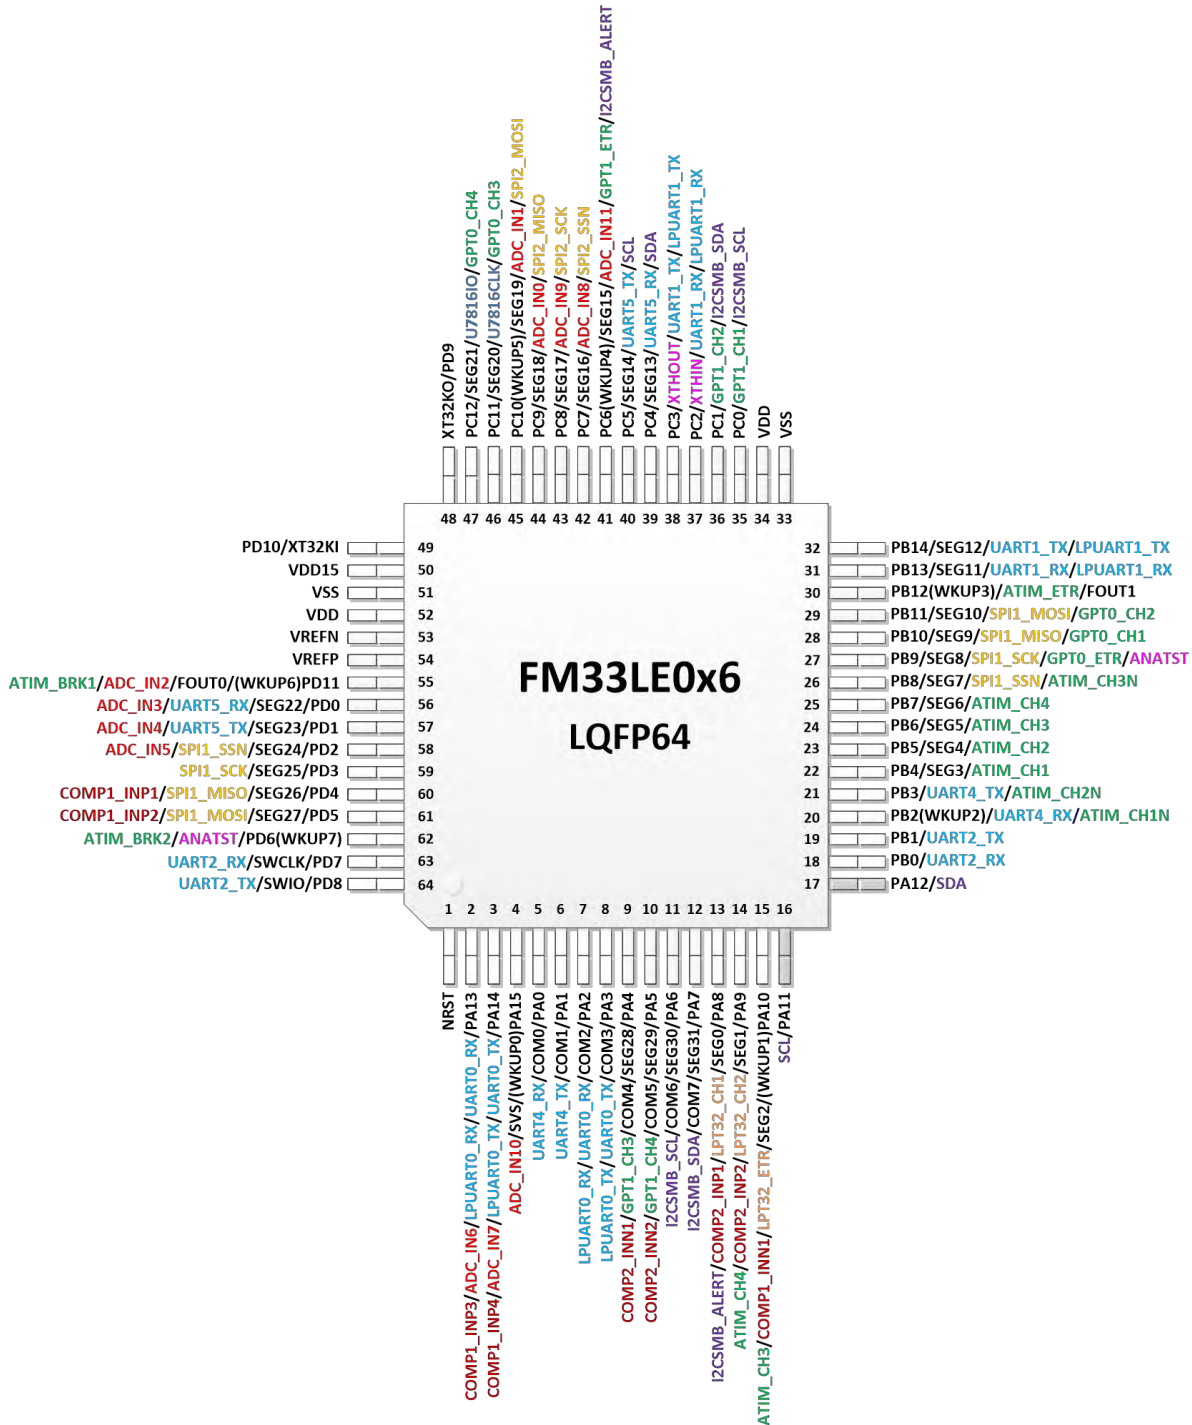 XT32KO/PD9
PC12/SEG21/U7816IO/GPT0_CH4
PC11/SEG20/U7816CLK/GPT0_CH3
PC10(WKUP5)/SEG19/ADC_IN1/SPI2_MOSI
PC9/SEG18/ADC_IN0/SPI2_MISO
PC8/SEG17/ADC_IN9/SPI2_SCK
PC7/SEG16/ADC_IN8/SPI2_SSN
PC6(WKUP4)/SEG15/ADC_IN11/GPT1_ETR/I2CSMB_ALERT
PC5/SEG14/UART5_TX/SCL
PC4/SEG13/UART5_RX/SDA
PC3/XTHOUT/UART1_TX/LPUART1_TX
PC2/XTHIN/UART1_RX/LPUART1_RX
PC1/GPT1_CH2/I2CSMB_SDA
PC0/GPT1_CH1/I2CSMB_SCL
VDD
VSS
48 47 46 45 44 43 42 41 40 39 38 37 36 35 34 33
PD10/XT32KI 49
VDD15 50
VSS 51
VDD 52
VREFN 53
VREFP 54
ATIM_BRK1/ADC_IN2/FOUT0/(WKUP6)PD11 55
ADC_IN3/UART5_RX/SEG22/PD0 56
ADC_IN4/UART5_TX/SEG23/PD1 57
ADC_IN5/SPI1_SSN/SEG24/PD2 58
SPI1_SCK/SEG25/PD3 59
COMP1_INP1/SPI1_MISO/SEG26/PD4 60
COMP1_INP2/SPI1_MOSI/SEG27/PD5 61
ATIM_BRK2/ANATST/PD6(WKUP7) 62
UART2_RX/SWCLK/PD7 63
UART2_TX/SWIO/PD8 64
FM33LE0x6
LQFP64
32 PB14/SEG12/UART1_TX/LPUART1_TX
31 PB13/SEG11/UART1_RX/LPUART1_RX
30 PB12(WKUP3)/ATIM_ETR/FOUT1
29 PB11/SEG10/SPI1_MOSI/GPT0_CH2
28 PB10/SEG9/SPI1_MISO/GPT0_CH1
27 PB9/SEG8/SPI1_SCK/GPT0_ETR/ANATST
26 PB8/SEG7/SPI1_SSN/ATIM_CH3N
25 PB7/SEG6/ATIM_CH4
24 PB6/SEG5/ATIM_CH3
23 PB5/SEG4/ATIM_CH2
22 PB4/SEG3/ATIM_CH1
21 PB3/UART4_TX/ATIM_CH2N
20 PB2(WKUP2)/UART4_RX/ATIM_CH1N
19 PB1/UART2_TX
18 PB0/UART2_RX
17 PA12/SDA
1 2 3 4 5 6 7 8 9 10 11 12 13 14 15 16
NRST
COMP1_INP3/ADC_IN6/LPUART0_RX/UART0_RX/PA13
COMP1_INP4/ADC_IN7/LPUART0_TX/UART0_TX/PA14
ADC_IN10/SVS/(WKUP0)PA15
UART4_RX/COM0/PA0
UART4_TX/COM1/PA1
LPUART0_RX/UART0_RX/COM2/PA2
LPUART0_TX/UART0_TX/COM3/PA3
COMP2_INN1/GPT1_CH3/COM4/SEG28/PA4
COMP2_INN2/GPT1_CH4/COM5/SEG29/PA5
I2CSMB_SCL/COM6/SEG30/PA6
I2CSMB_SDA/COM7/SEG31/PA7
I2CSMB_ALERT/COMP2_INP1/LPT32_CH1/SEG0/PA8
ATIM_CH4/COMP2_INP2/LPT32_CH2/SEG1/PA9
ATIM_CH3/COMP1_INN1/LPT32_ETR/SEG2/(WKUP1)PA10
SCL/PA11